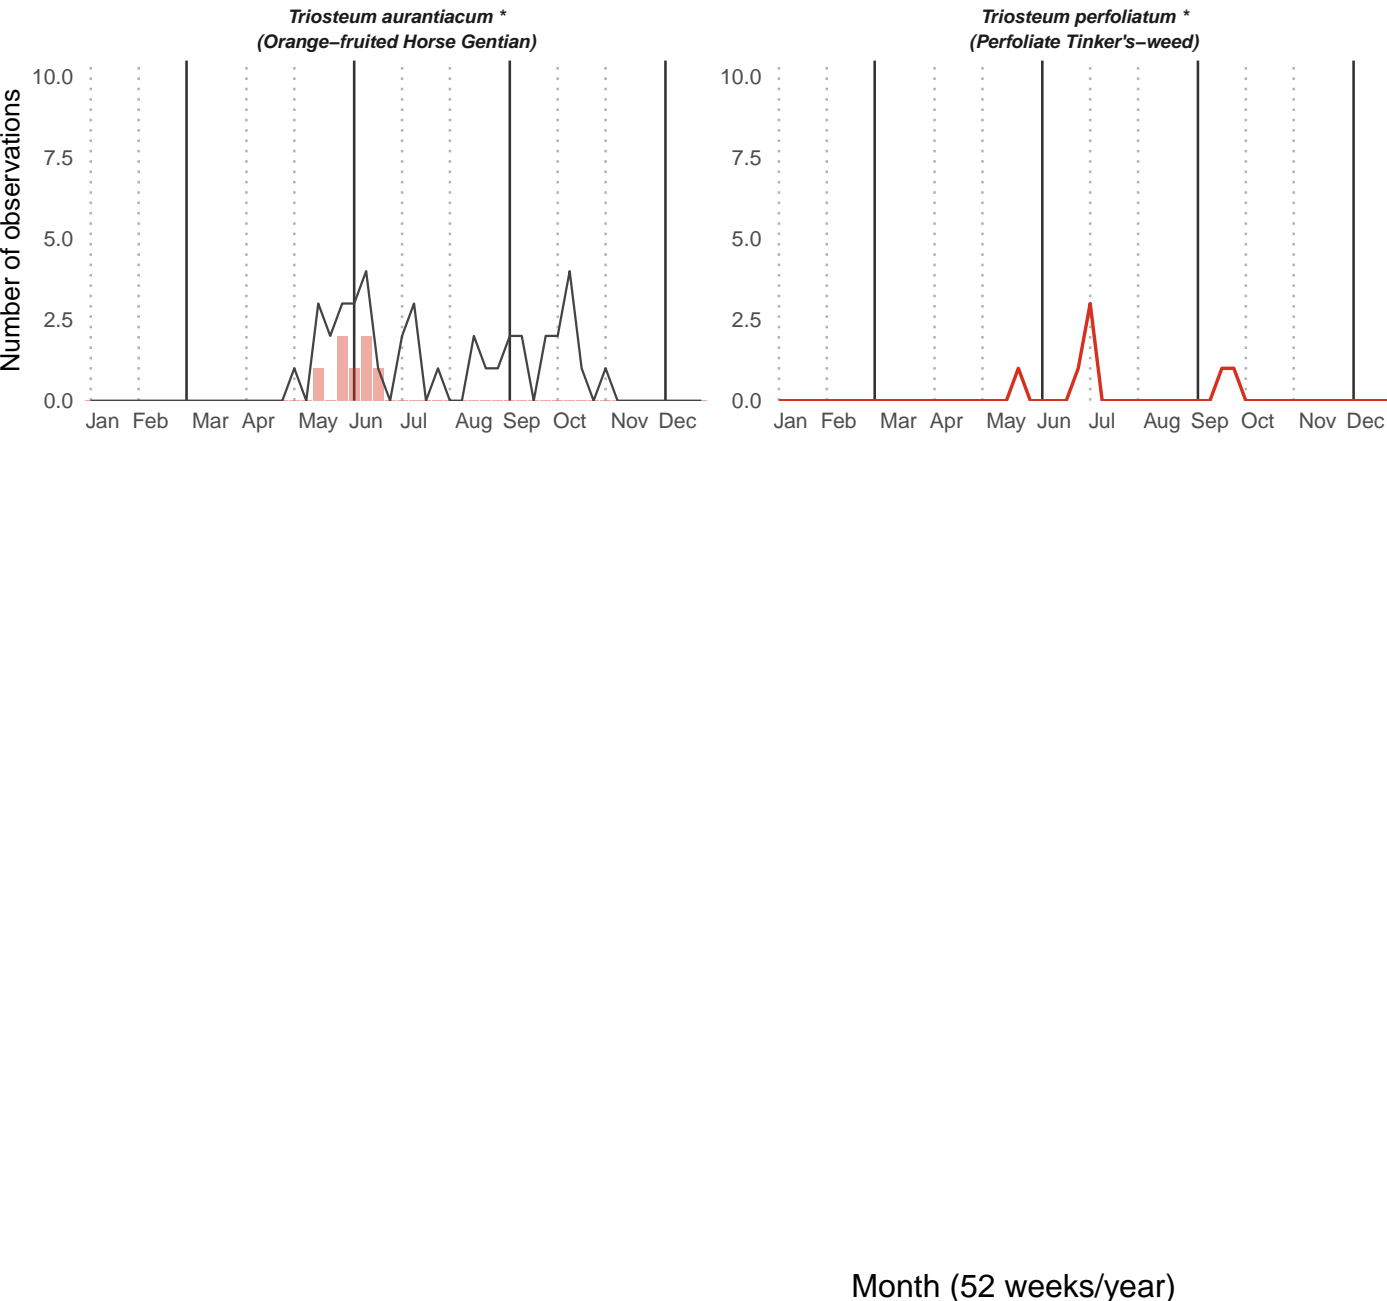 Triosteum aurantiacum *
(Orange−fruited Horse Gentian)
Triosteum perfoliatum *
(Perfoliate Tinker's−weed)
Number of observations
10.0
7.5
5.0
2.5
0.0
Jan Feb Mar Apr May Jun Jul Aug Sep Oct Nov Dec
10.0
7.5
5.0
2.5
0.0
Jan Feb Mar Apr May Jun Jul Aug Sep Oct Nov Dec
Month (52 weeks/year)